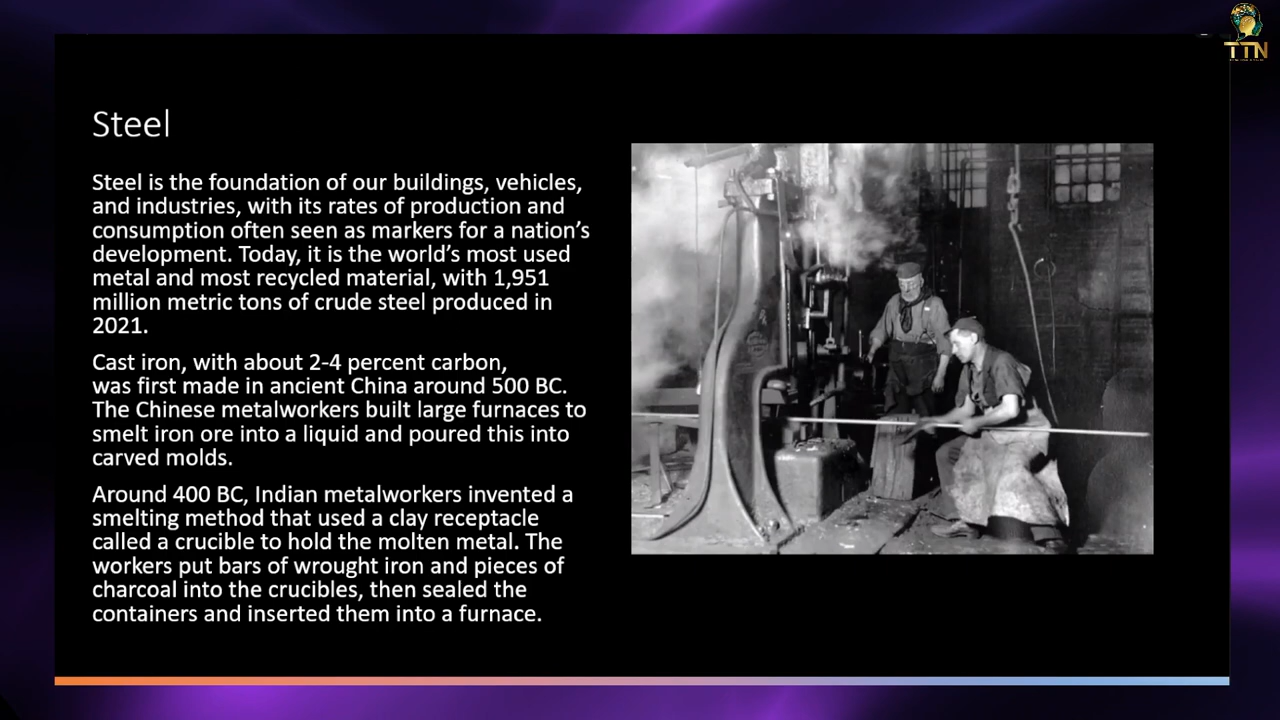 TTN
Steel
Steel is the foundation of our buildings, vehicles,
and industries, with its rates of production and
consumption often seen as markers for a nation’s
development. Today, it is the world’s most used
metal and most recycled material, with 1,951
million metric tons of crude steel produced in
2021.
Cast iron, with about 2-4 percent carbon,
was first made in ancient China around 500 BC.
The Chinese metalworkers built large furnaces to
smelt iron ore into a liquid and poured this into
carved molds.
Around 400 BC, Indian metalworkers invented a
smelting method that used a clay receptacle
called a crucible to hold the molten metal. The
workers put bars of wrought iron and pieces of
charcoal into the crucibles, then sealed the
containers and inserted them into a furnace.